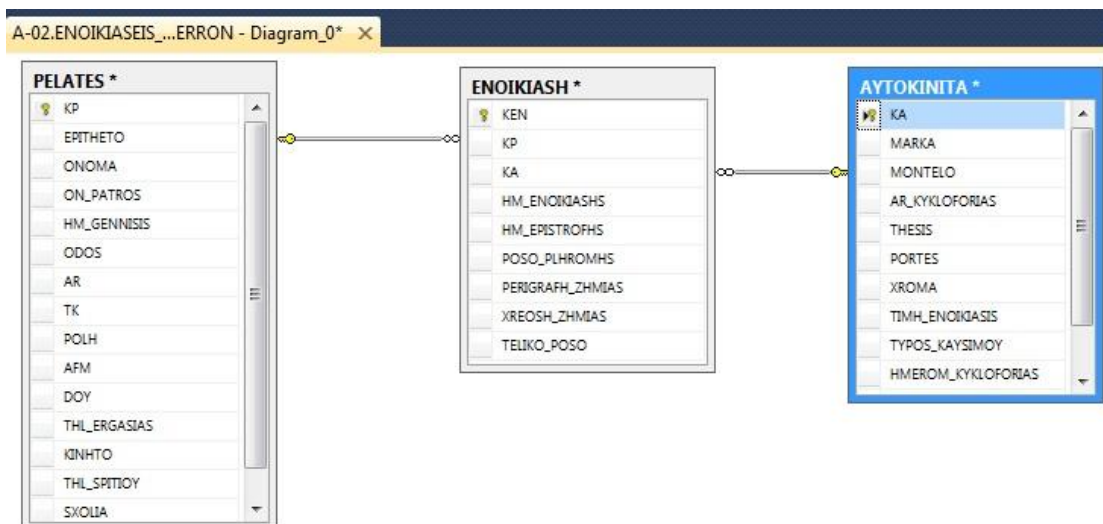 A-02.ENOIKIASEIS_...ERRON - Diagram_0*
PELATES *
KP
EPITHETO
ONOMA
ON_PATROS
HM_GENNISIS
ODOS
AR
TK
POLH
AFM
DOY
THL_ERGASIAS
KINHTO
THL_SPITIOY
SXOLIA
ENOIKIASH *
KEN
KP
KA
HM_ENOIKIASHS
HM_EPISTROFHS
POSO_PLHROMHS
PERIGRAFH_ZHMIAS
XREOSH_ZHMIAS
TELIKO_POSO
AYTOKINITA *
KA
MARKA
MONTELO
AR_KYKLOFORIAS
THESIS
PORTES
XROMA
TIMH_ENOIKIASIS
TYPOS_KAYSIMOY
HMEROM_KYKLOFORIAS